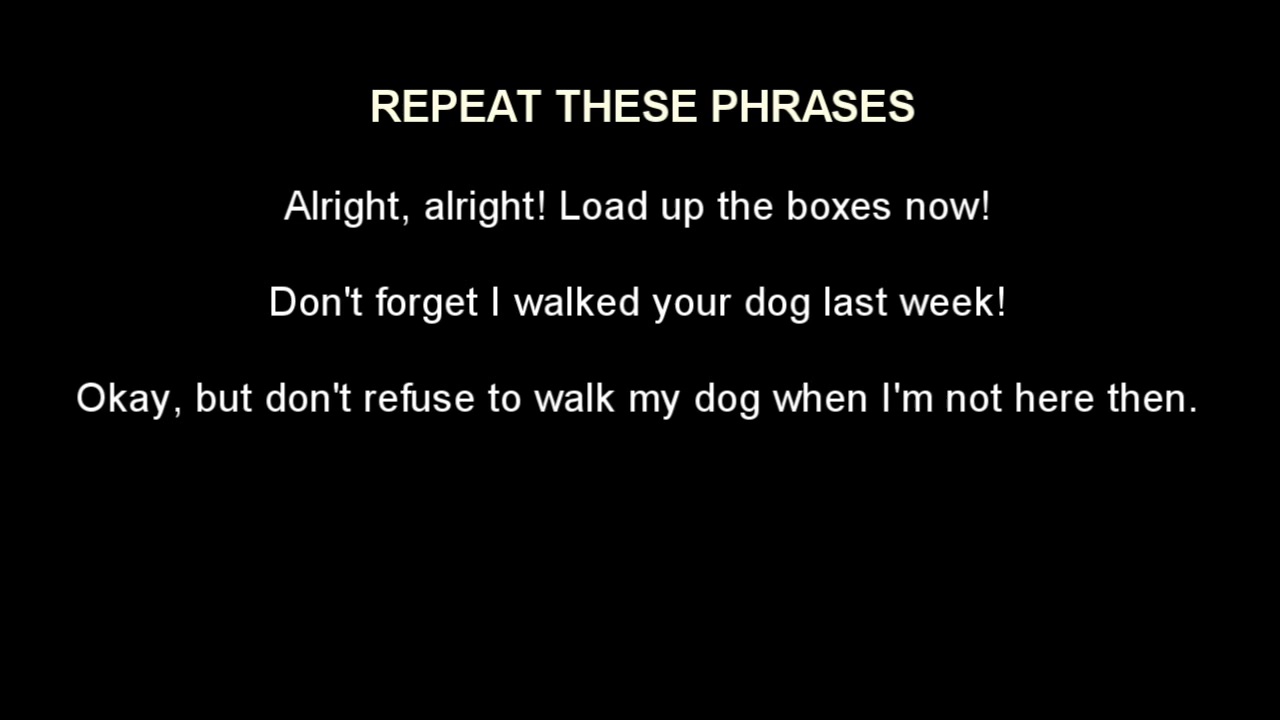 REPEAT THESE PHRASES
Alright, alright! Load up the boxes now!
Don't forget I walked your dog last week!
Okay, but don't refuse to walk my dog when I'm not here then.